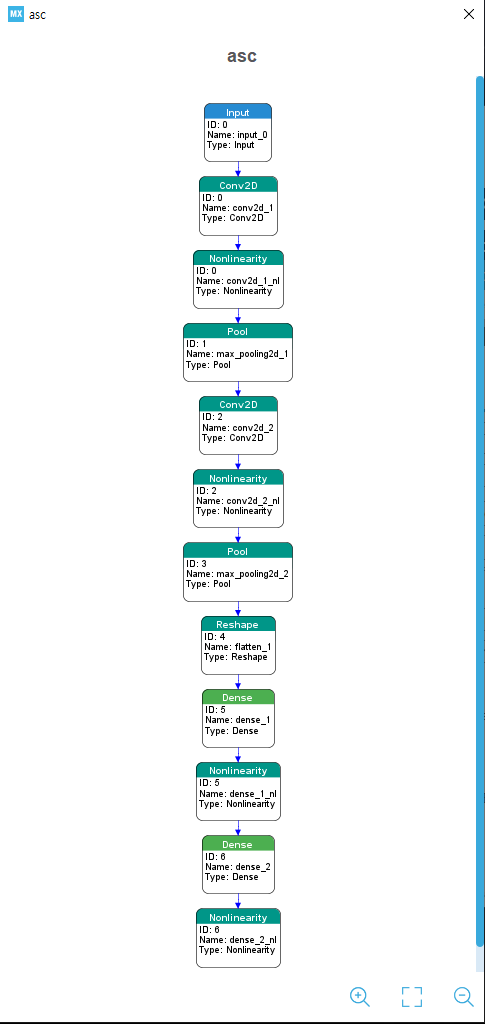 MX asc
asc
Input
ID: 0
Name: input_0
Type: Input
Conv2D
ID: 0
Name: conv2d_1
Type: Conv2D
Nonlinearity
ID: 0
Name: conv2d_1_nl
Type: Nonlinearity
Pool
ID: 1
Name: max_pooling2d_1
Type: Pool
Conv2D
ID: 2
Name: conv2d_2
Type: Conv2D
Nonlinearity
ID: 2
Name: conv2d_2_nl
Type: Nonlinearity
Pool
ID: 3
Name: max_pooling2d_2
Type: Pool
Reshape
ID: 4
Name: flatten_1
Type: Reshape
Dense
ID: 5
Name: dense_1
Type: Dense
Nonlinearity
ID: 5
Name: dense_1_nl
Type: Nonlinearity
Dense
ID: 6
Name: dense_2
Type: Dense
Nonlinearity
ID: 6
Name: dense_2_nl
Type: Nonlinearity